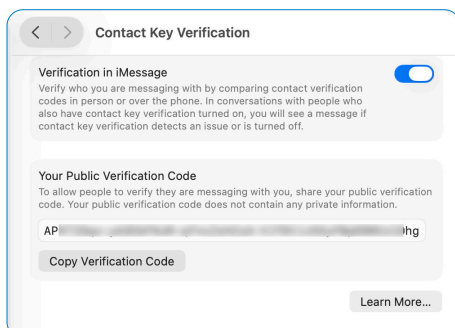 Contact Key Verification
Verification in iMessage
Verify who you are messaging with by comparing contact verification
codes in person or over the phone. In conversations with people who
also have contact key verification turned on, you will see a message if
contact key verification detects an issue or is turned off.
Your Public Verification Code
To allow people to verify they are messaging with you, share your public verification
code. Your public verification code does not contain any private information.
Copy Verification Code
Learn More...